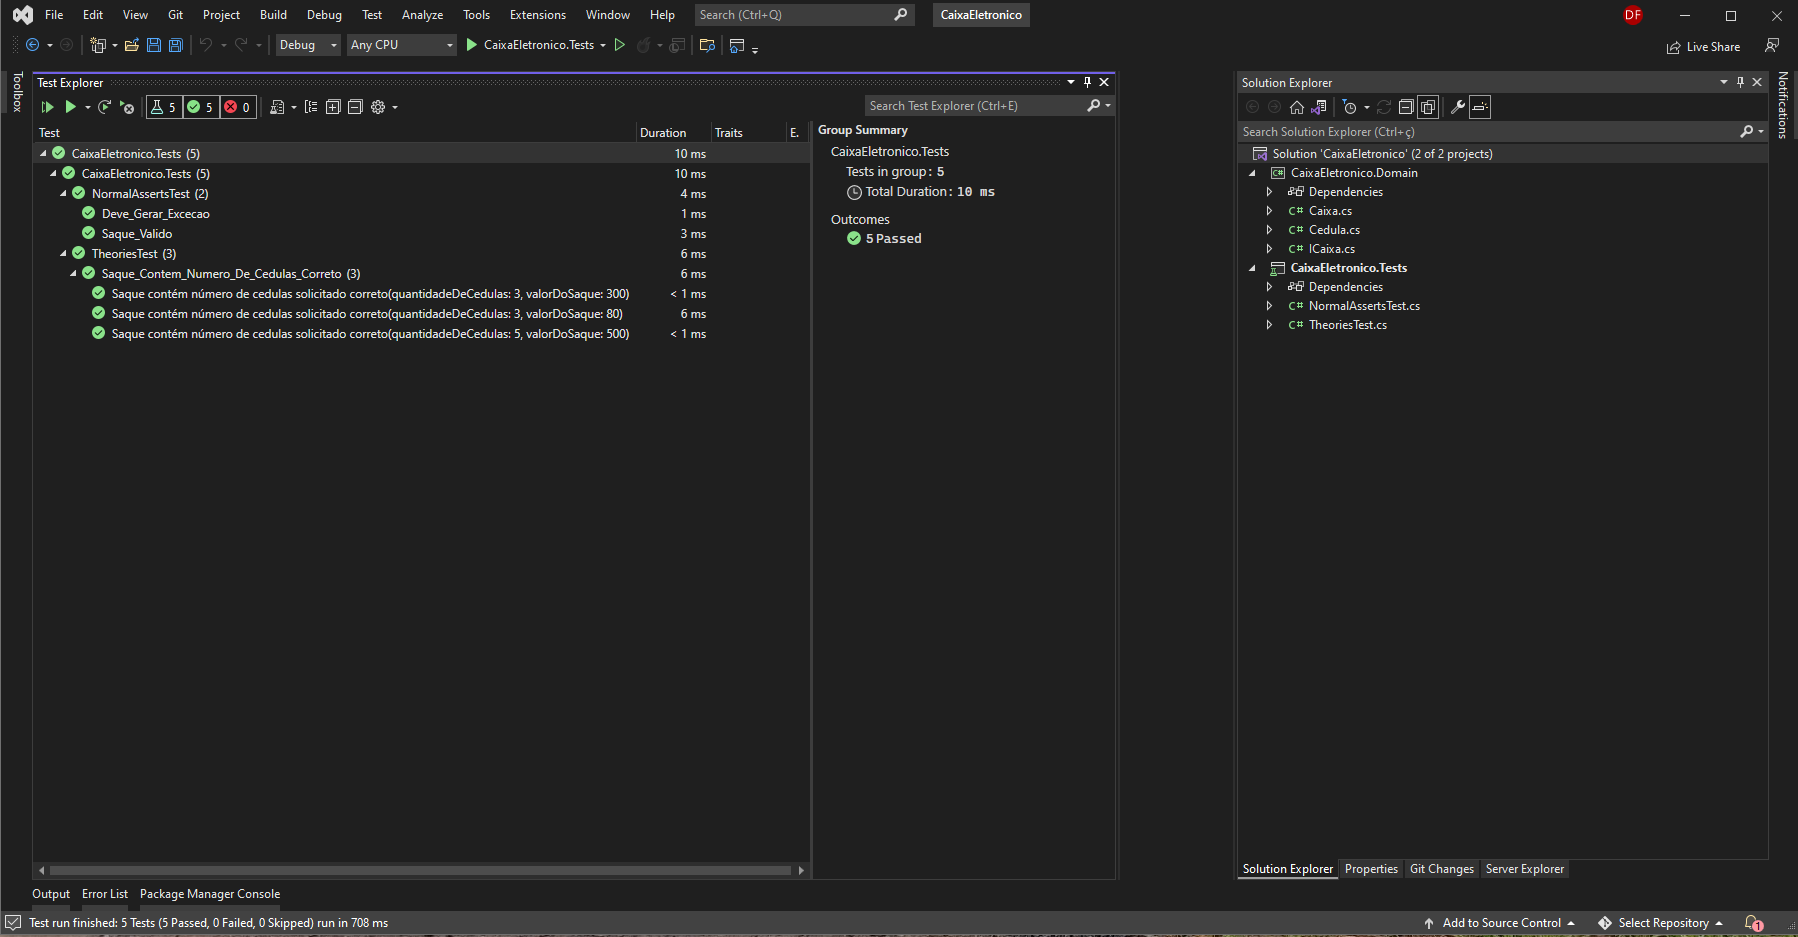 File Edit View Git Project Build Debug Test Analyze Tools Extensions Window Help Search (Ctrl+Q) CaixaEletronico DF
Debug Any CPU CaixaEletronico.Tests Live Share
Toolbox
Test Explorer
5 5 0 Search Test Explorer (Ctrl+E)
Test Duration Traits E.
CaixaEletronico.Tests (5) 10 ms
CaixaEletronico.Tests (5) 10 ms
NormalAssertsTest (2) 4 ms
Deve_Gerar_Excecao 1 ms
Saque_Valido 3 ms
TheoriesTest (3) 6 ms
Saque_Contem_Numero_De_Cedulas_Correto (3) 6 ms
Saque contém número de cedulas solicitado correto(quantidadeDeCedulas: 3, valorDoSaque: 300) < 1 ms
Saque contém número de cedulas solicitado correto(quantidadeDeCedulas: 3, valorDoSaque: 80) 6 ms
Saque contém número de cedulas solicitado correto(quantidadeDeCedulas: 5, valorDoSaque: 500) < 1 ms
Group Summary
CaixaEletronico.Tests
Tests in group: 5
Total Duration: 10 ms
Outcomes
5 Passed
Solution Explorer
Search Solution Explorer (Ctrl+ç)
Solution 'CaixaEletronico' (2 of 2 projects)
CaixaEletronico.Domain
Dependencies
C# Caixa.cs
C# Cedula.cs
C# ICaixa.cs
CaixaEletronico.Tests
Dependencies
C# NormalAssertsTest.cs
C# TheoriesTest.cs
Notifications
Solution Explorer Properties Git Changes Server Explorer
Output Error List Package Manager Console
Test run finished: 5 Tests (5 Passed, 0 Failed, 0 Skipped) run in 708 ms Add to Source Control Select Repository 1